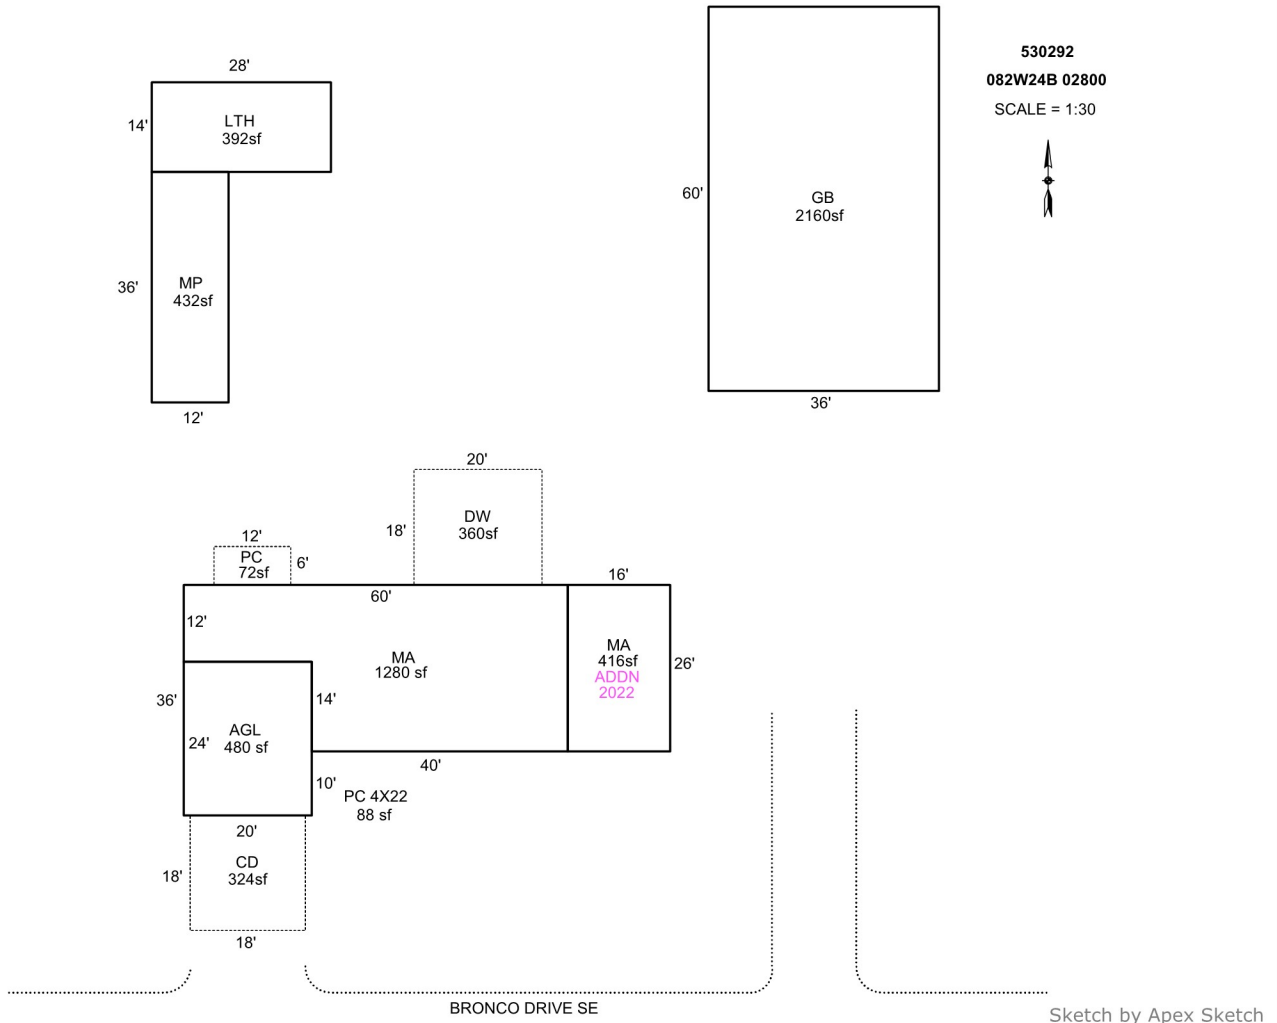 530292
082W24B 02800
SCALE = 1:30
28'
14'
LTH
392sf
36'
MP
432sf
12'
60'
GB
2160sf
36'
20'
18'
DW
360sf
12'
PC
72sf
6'
16'
60'
12'
MA
1280 sf
MA
416sf
ADDN
2022
26'
36'
14'
AGL
480 sf
24'
40'
10'
PC 4X22
88 sf
20'
CD
324sf
18'
18'
BRONCO DRIVE SE
Sketch by Apex Sketch